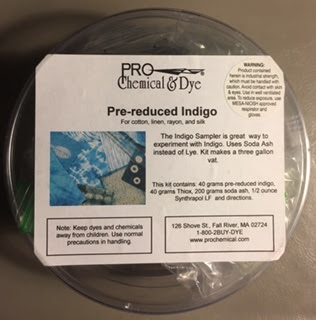 PRO
Chemical & Dye
®
WARNING:
Product contained
herein is industrial strength,
which must be handled with
caution. Avoid contact with skin
& eyes. Use in well ventilated
area. To reduce exposure, use
MESA-NIOSH approved
respirator and
gloves.
Pre-reduced Indigo
For cotton, linen, rayon, and silk
The Indigo Sampler is great way to
experiment with Indigo. Uses Soda Ash
instead of Lye. Kit makes a three gallon
vat.
This kit contains: 40 grams pre-reduced indigo,
40 grams Thiox, 200 grams soda ash, 1/2 ounce
Synthrapol LF and directions.
Note: Keep dyes and chemicals
away from children. Use normal
precautions in handling.
126 Shove St., Fall River, MA 02724
1-800-2BUY-DYE
www.prochemical.com